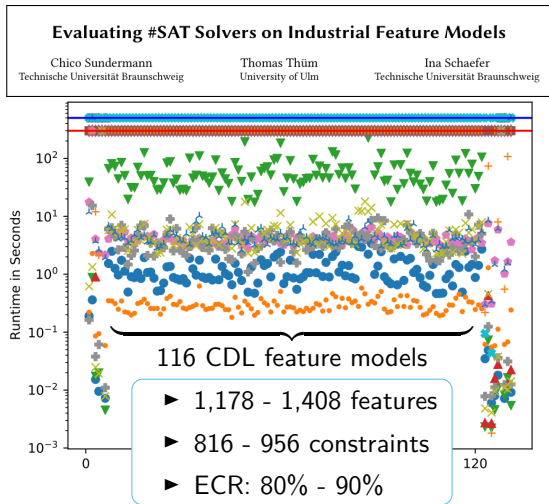 Evaluating #SAT Solvers on Industrial Feature Models
Chico Sundermann Thomas Thüm Ina Schaefer
Technische Universität Braunschweig University of Ulm Technische Universität Braunschweig
Runtime in Seconds
10²
10¹
10⁰
10⁻¹
10⁻²
10⁻³
116 CDL feature models
► 1,178 - 1,408 features
► 816 - 956 constraints
► ECR: 80% - 90%
0 120